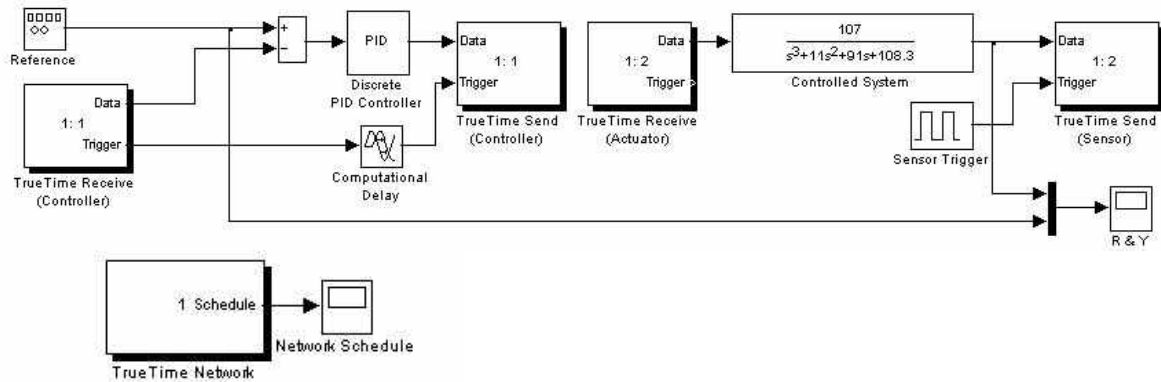 Reference
+
−
PID
Discrete
PID Controller
Data
1: 1
Trigger
TrueTime Send
(Controller)
Data
1: 2
Trigger
TrueTime Receive
(Actuator)
107
s³+11s²+91s+108.3
Controlled System
Data
1: 2
Trigger
TrueTime Send
(Sensor)
Sensor Trigger
Data
1: 1
Trigger
TrueTime Receive
(Controller)
Computational
Delay
R & Y
1 Schedule
Network Schedule
TrueTime Network